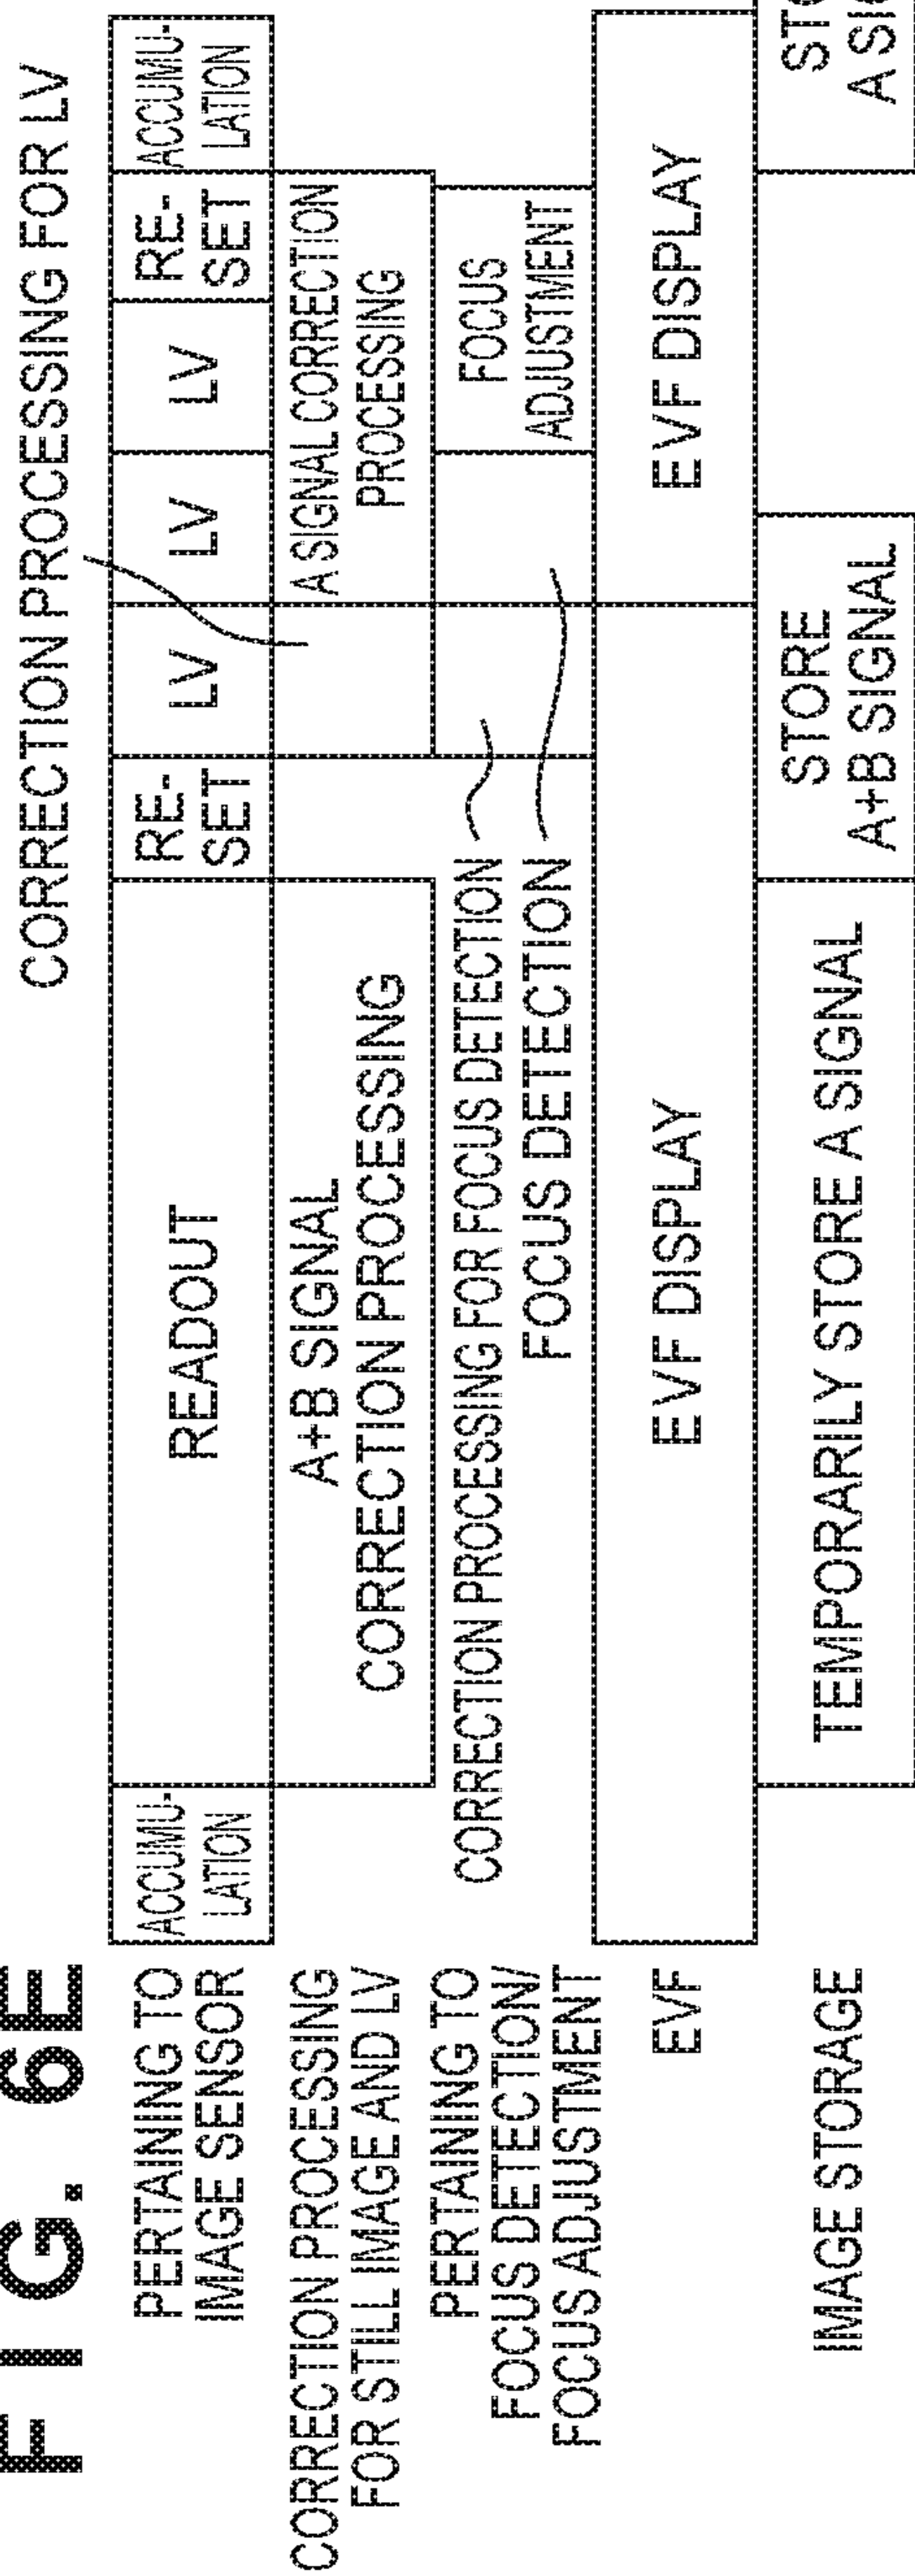 FIG. 6E
CORRECTION PROCESSING FOR LV
PERTAINING TO
IMAGE SENSOR
ACCUMU-
LATION
READOUT
RE-
SET
LV
LV
LV
RE-
SET
ACCUMU-
LATION
CORRECTION PROCESSING
FOR STILL IMAGE AND LV
A+B SIGNAL
CORRECTION PROCESSING
A SIGNAL CORRECTION
PROCESSING
PERTAINING TO
FOCUS DETECTION/
FOCUS ADJUSTMENT
CORRECTION PROCESSING FOR FOCUS DETECTION
FOCUS DETECTION
FOCUS
ADJUSTMENT
EVF
EVF DISPLAY
EVF DISPLAY
IMAGE STORAGE
TEMPORARILY STORE A SIGNAL
STORE
A+B SIGNAL